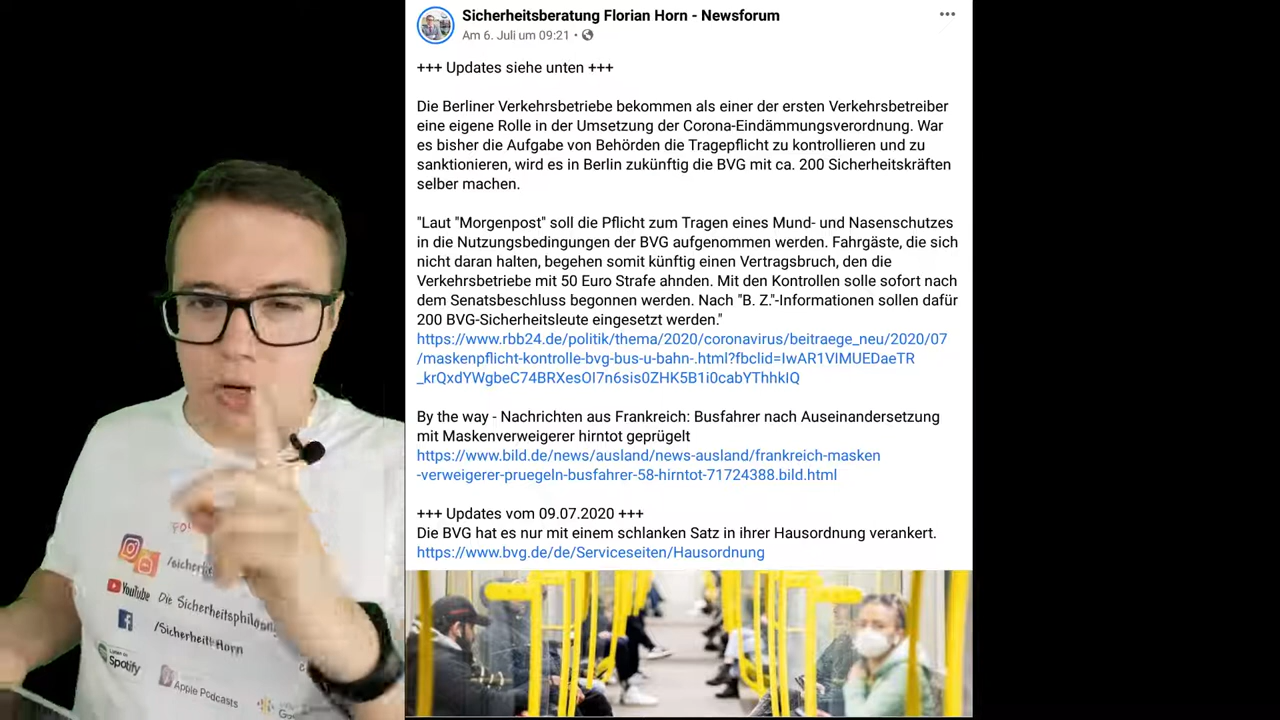 Sicherheitsberatung Florian Horn - Newsforum
Am 6. Juli um 09:21 •
+++ Updates siehe unten +++
Die Berliner Verkehrsbetriebe bekommen als einer der ersten Verkehrsbetreiber
eine eigene Rolle in der Umsetzung der Corona-Eindämmungsverordnung. War
es bisher die Aufgabe von Behörden die Tragepflicht zu kontrollieren und zu
sanktionieren, wird es in Berlin zukünftig die BVG mit ca. 200 Sicherheitskräften
selber machen.
"Laut "Morgenpost" soll die Pflicht zum Tragen eines Mund- und Nasenschutzes
in die Nutzungsbedingungen der BVG aufgenommen werden. Fahrgäste, die sich
nicht daran halten, begehen somit künftig einen Vertragsbruch, den die
Verkehrsbetriebe mit 50 Euro Strafe ahnden. Mit den Kontrollen solle sofort nach
dem Senatsbeschluss begonnen werden. Nach "B. Z."-Informationen sollen dafür
200 BVG-Sicherheitsleute eingesetzt werden."
https://www.rbb24.de/politik/thema/2020/coronavirus/beitraege_neu/2020/07
/maskenpflicht-kontrolle-bvg-bus-u-bahn-.html?fbclid=IwAR1VIMUEDaeTR
_krQxdYWgbeC74BRXesOI7n6sis0ZHK5B1i0cabYThhkIQ
By the way - Nachrichten aus Frankreich: Busfahrer nach Auseinandersetzung
mit Maskenverweigerer hirntot geprügelt
https://www.bild.de/news/ausland/news-ausland/frankreich-masken
-verweigerer-pruegeln-busfahrer-58-hirntot-71724388.bild.html
+++ Updates vom 09.07.2020 +++
Die BVG hat es nur mit einem schlanken Satz in ihrer Hausordnung verankert.
https://www.bvg.de/de/Serviceseiten/Hausordnung
YouTube Die
/Sicherheit Horn
Spotify
Apple Podcasts